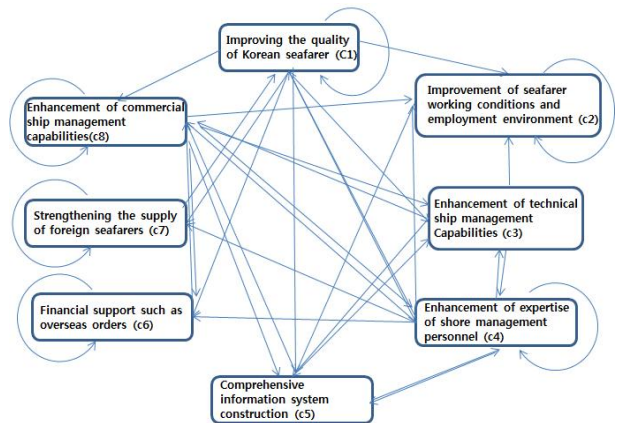 Improving the quality
of Korean seafarer (C1)
Enhancement of commercial
ship management
capabilities(c8)
Improvement of seafarer
working conditions and
employment environment (c2)
Strengthening the supply
of foreign seafarers (c7)
Enhancement of technical
ship management
Capabilities (c3)
Financial support such as
overseas orders (c6)
Enhancement of expertise
of shore management
personnel (c4)
Comprehensive
information system
construction (c5)